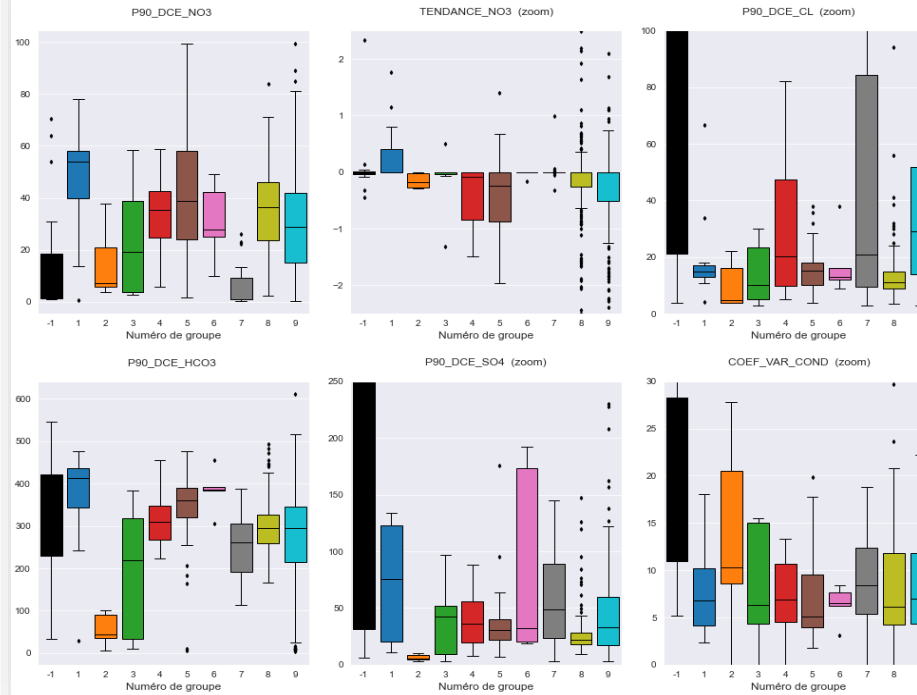 P90_DCE_NO3
TENDANCE_NO3 (zoom)
P90_DCE_CL (zoom)
100
80
60
40
20
0
2
1
0
−1
−2
100
80
60
40
20
0
-1 1 2 3 4 5 6 7 8 9
-1 1 2 3 4 5 6 7 8 9
-1 1 2 3 4 5 6 7 8
Numéro de groupe
Numéro de groupe
Numéro de groupe
P90_DCE_HCO3
P90_DCE_SO4 (zoom)
COEF_VAR_COND (zoom)
600
500
400
300
200
100
0
250
200
150
100
50
0
30
25
20
15
10
5
0
-1 1 2 3 4 5 6 7 8 9
-1 1 2 3 4 5 6 7 8 9
-1 1 2 3 4 5 6 7 8
Numéro de groupe
Numéro de groupe
Numéro de groupe